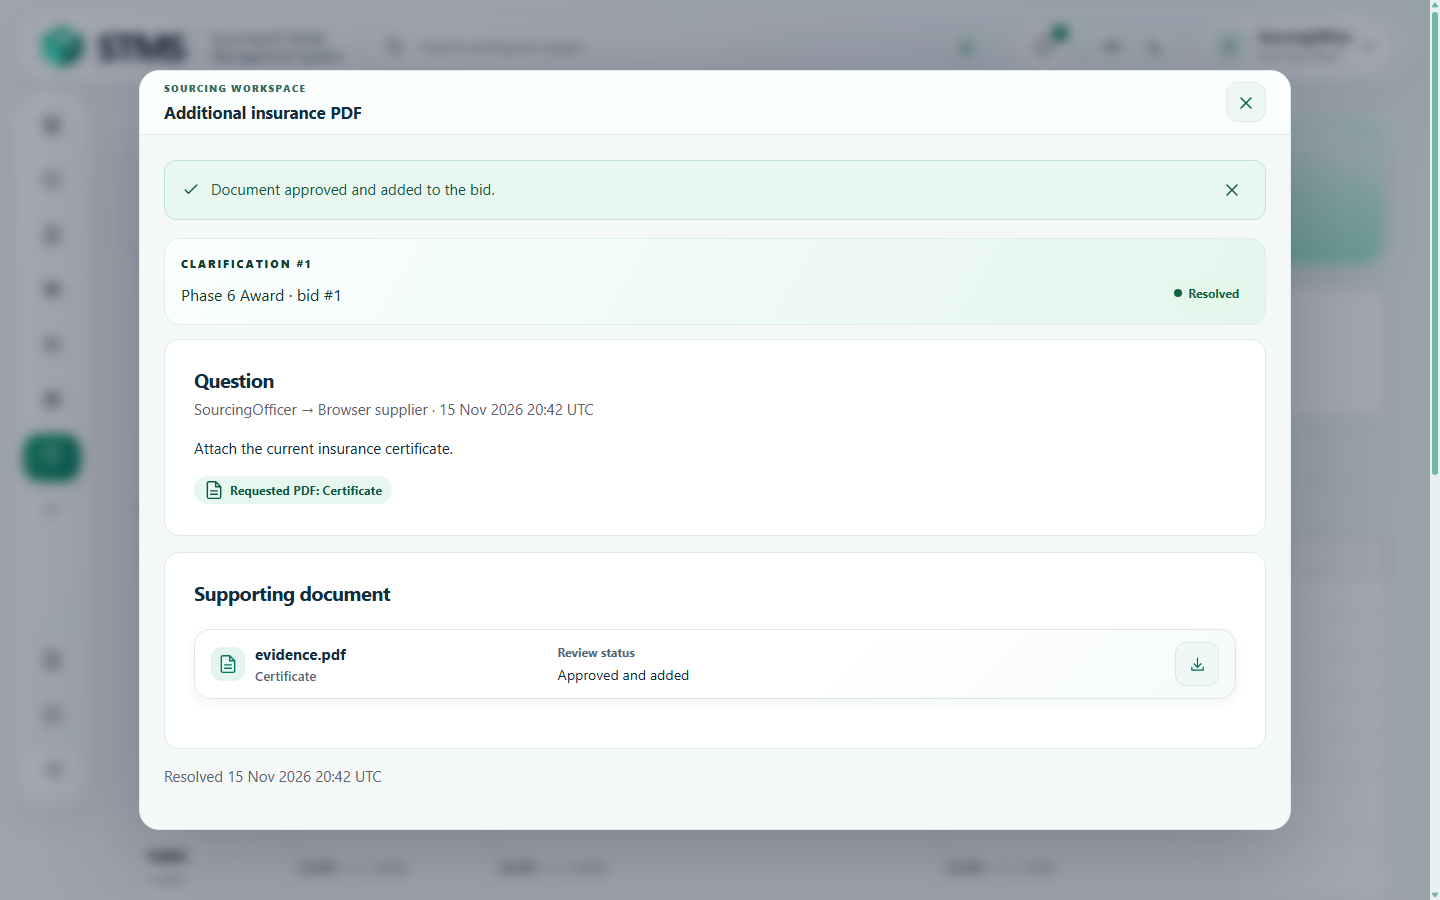 STMS
SOURCING WORKSPACE
Additional insurance PDF
Document approved and added to the bid.
CLARIFICATION #1
Phase 6 Award · bid #1
Resolved
Question
SourcingOfficer → Browser supplier · 15 Nov 2026 20:42 UTC
Attach the current insurance certificate.
Requested PDF: Certificate
Supporting document
evidence.pdf
Certificate
Review status
Approved and added
Resolved 15 Nov 2026 20:42 UTC